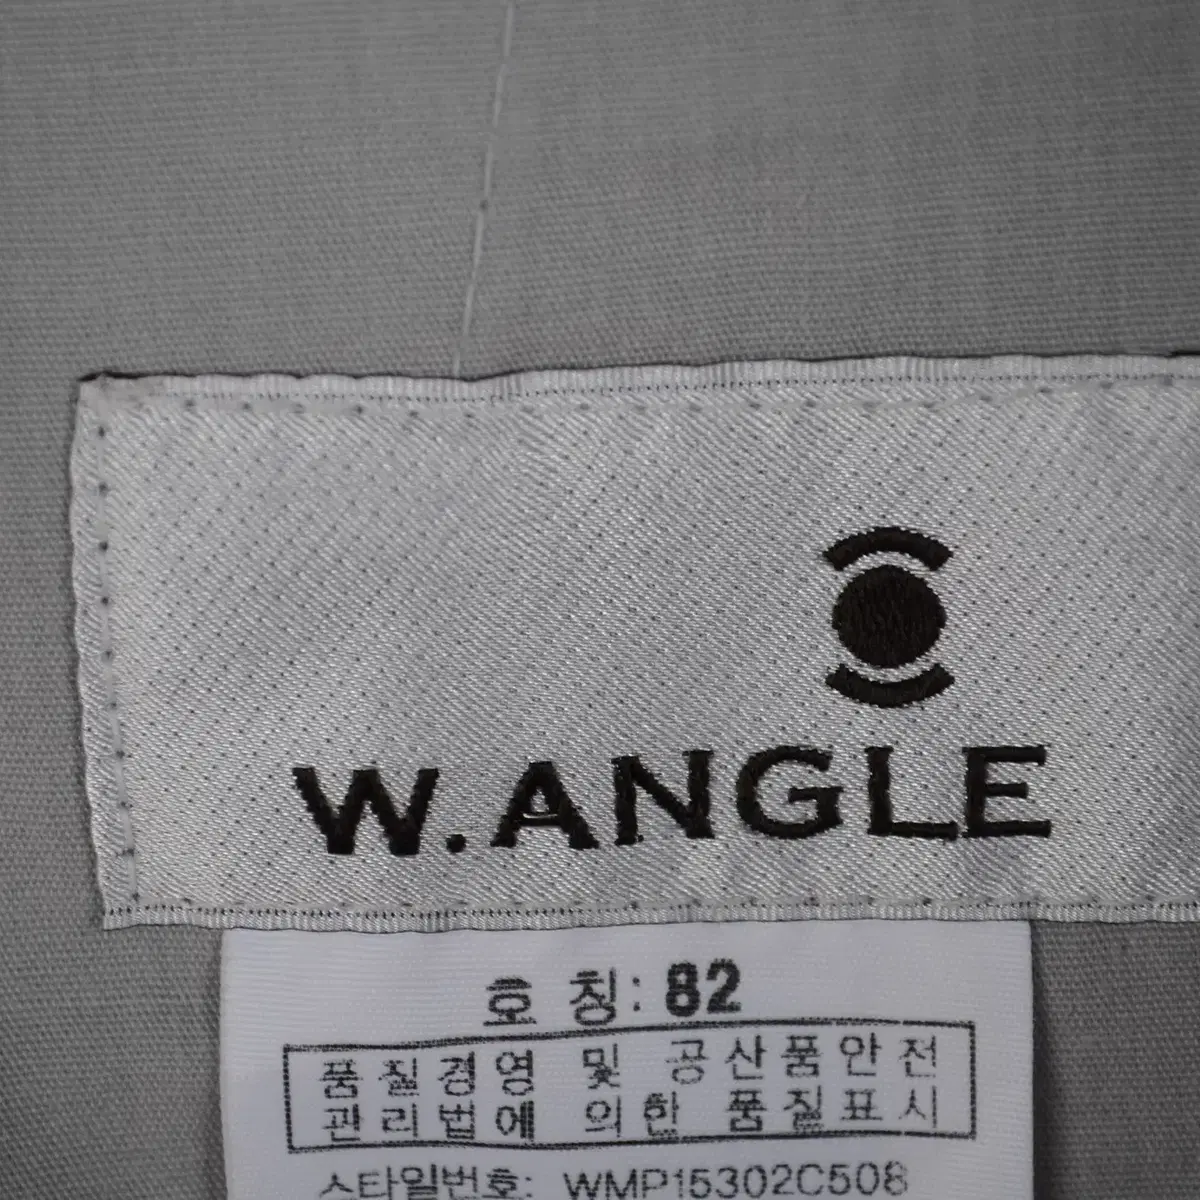 W.ANGLE
호 칭: 82
품질경영 및 공산품안전
관리법에 의한 품질표시
스타일번호: WMP15302C508